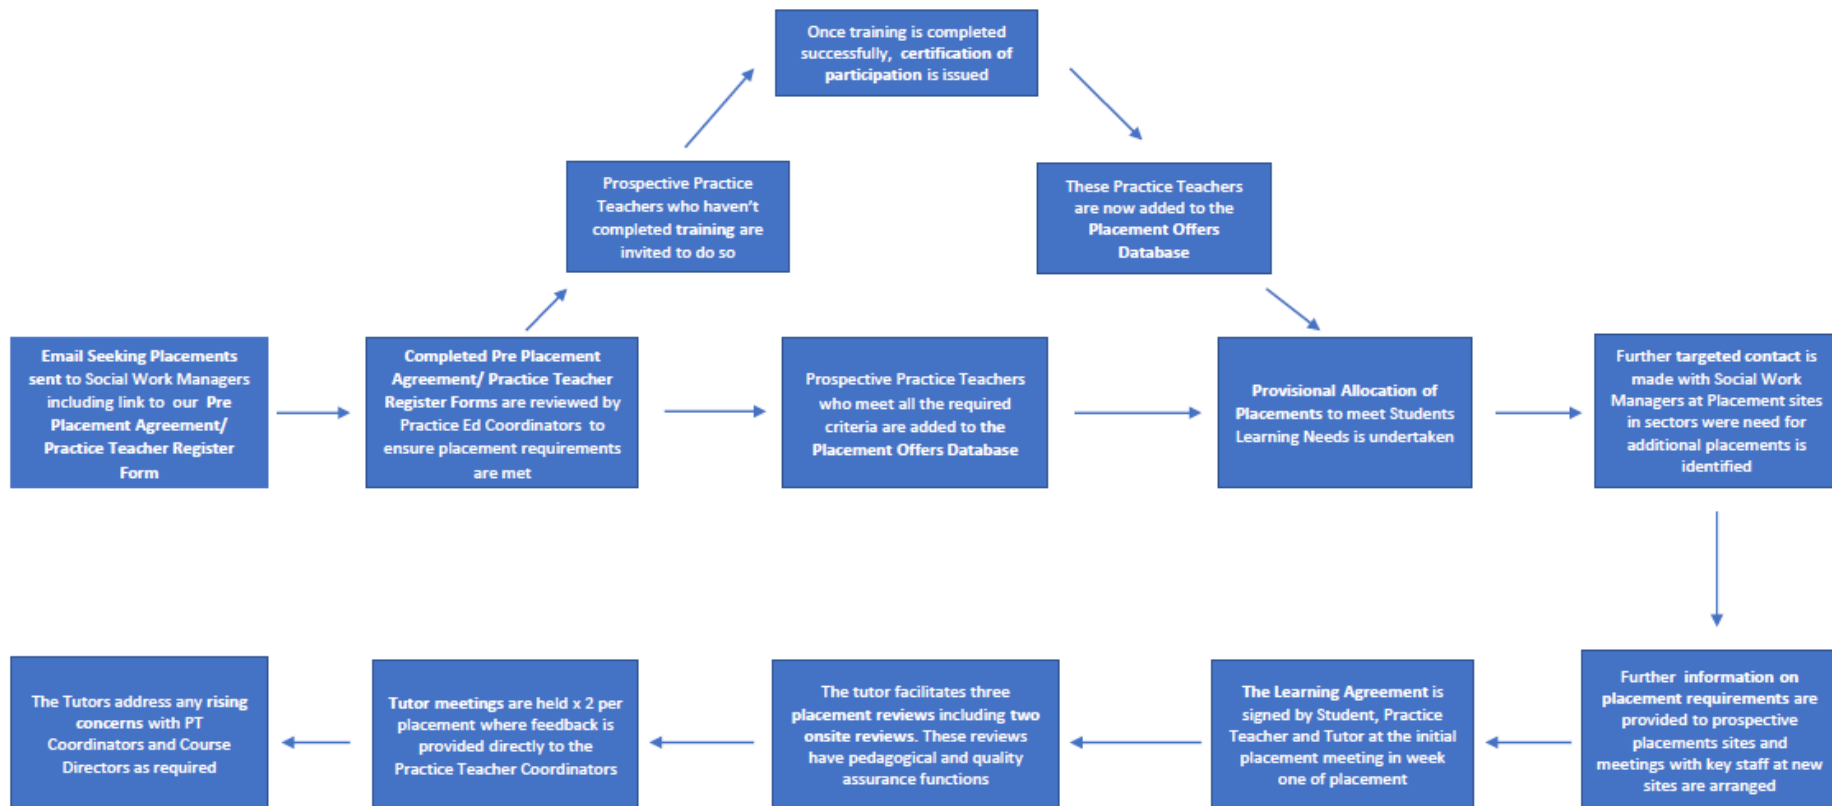 Once training is completed
successfully, certification of
participation is issued
Prospective Practice
Teachers who haven't
completed training are
invited to do so
These Practice Teachers
are now added to the
Placement Offers
Database
Email Seeking Placements
sent to Social Work Managers
including link to our Pre
Placement Agreement/
Practice Teacher Register
Form
Completed Pre Placement
Agreement/ Practice Teacher
Register Forms are reviewed by
Practice Ed Coordinators to
ensure placement requirements
are met
Prospective Practice Teachers
who meet all the required
criteria are added to the
Placement Offers Database
Provisional Allocation of
Placements to meet Students
Learning Needs is undertaken
Further targeted contact is
made with Social Work
Managers at Placement sites
in sectors were need for
additional placements is
identified
Further information on
placement requirements are
provided to prospective
placements sites and
meetings with key staff at new
sites are arranged
The Learning Agreement is
signed by Student, Practice
Teacher and Tutor at the initial
placement meeting in week
one of placement
The tutor facilitates three
placement reviews including two
onsite reviews. These reviews
have pedagogical and quality
assurance functions
Tutor meetings are held x 2 per
placement where feedback is
provided directly to the
Practice Teacher Coordinators
The Tutors address any rising
concerns with PT
Coordinators and Course
Directors as required